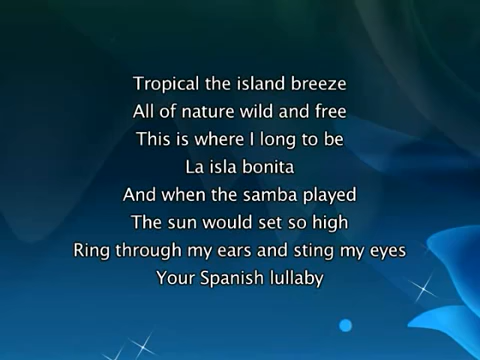 Tropical the island breeze
All of nature wild and free
This is where I long to be
La isla bonita
And when the samba played
The sun would set so high
Ring through my ears and sting my eyes
Your Spanish lullaby